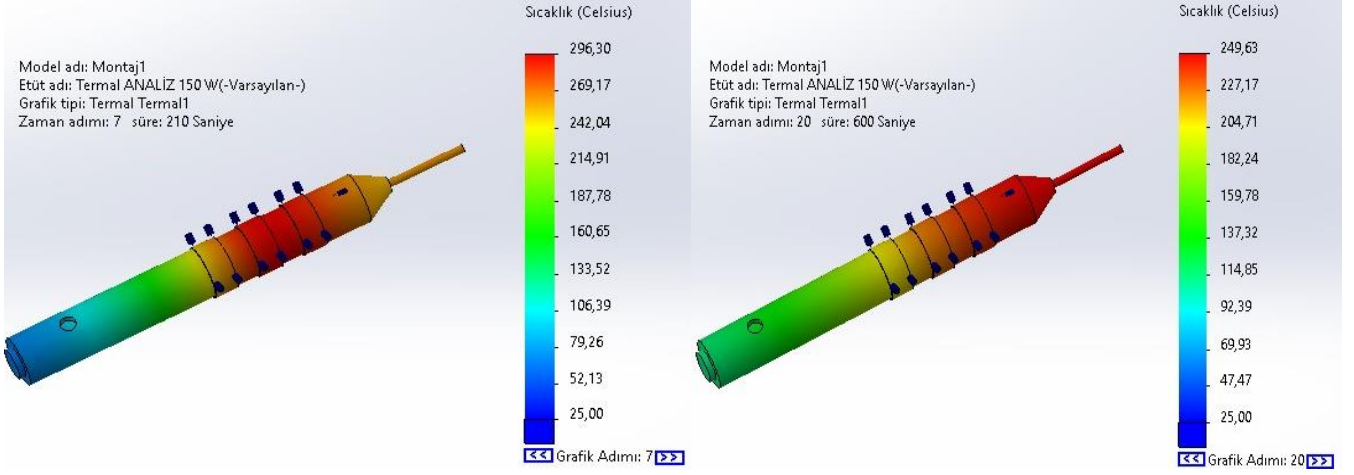 Sıcaklık (Celsius)
Model adı: Montaj1
Etüt adı: Termal ANALİZ 150 W(-Varsayılan-)
Grafik tipi: Termal Termal1
Zaman adımı: 7 süre: 210 Saniye
296,30
269,17
242,04
214,91
187,78
160,65
133,52
106,39
79,26
52,13
25,00
<< Grafik Adımı: 7 >>
Sıcaklık (Celsius)
Model adı: Montaj1
Etüt adı: Termal ANALİZ 150 W(-Varsayılan-)
Grafik tipi: Termal Termal1
Zaman adımı: 20 süre: 600 Saniye
249,63
227,17
204,71
182,24
159,78
137,32
114,85
92,39
69,93
47,47
25,00
<< Grafik Adımı: 20 >>